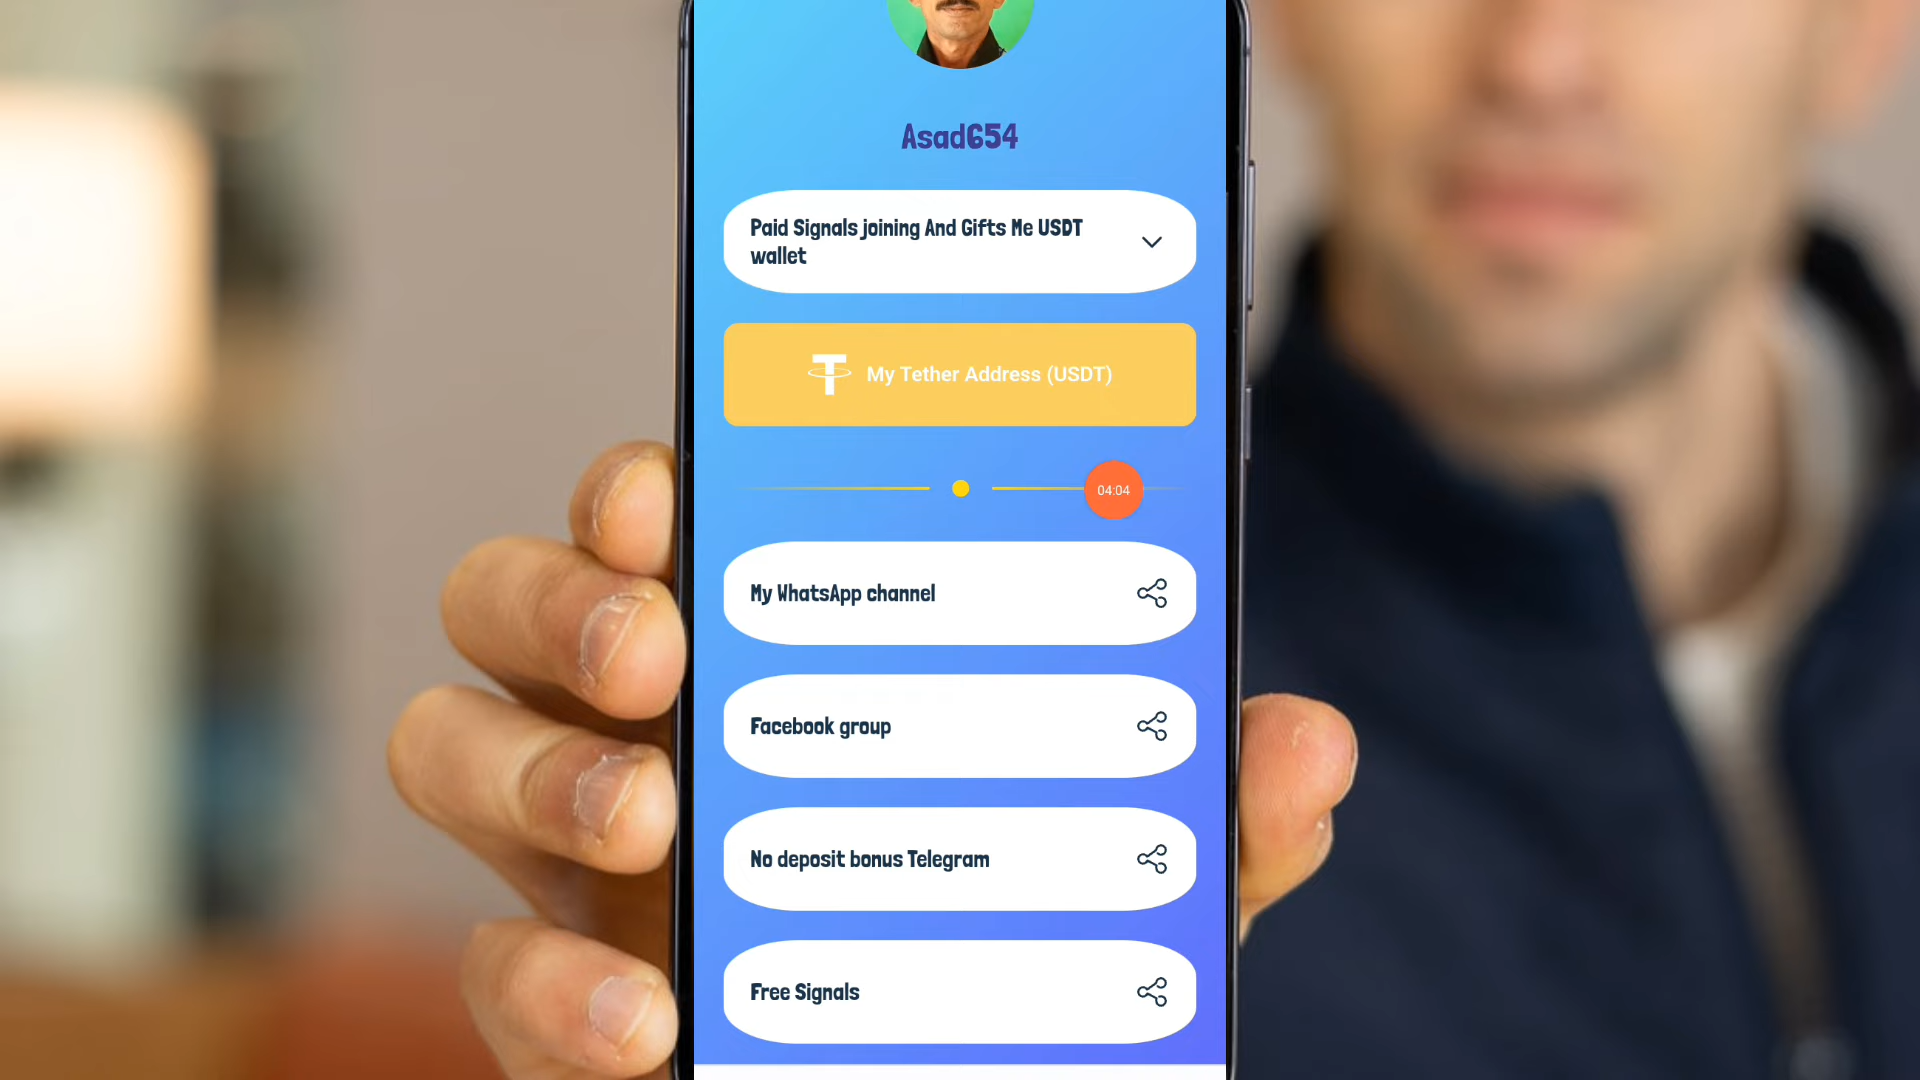 Asad654
Paid Signals joining And Gifts Me USDT
wallet
My Tether Address (USDT)
04:04
My WhatsApp channel
Facebook group
No deposit bonus Telegram
Free Signals